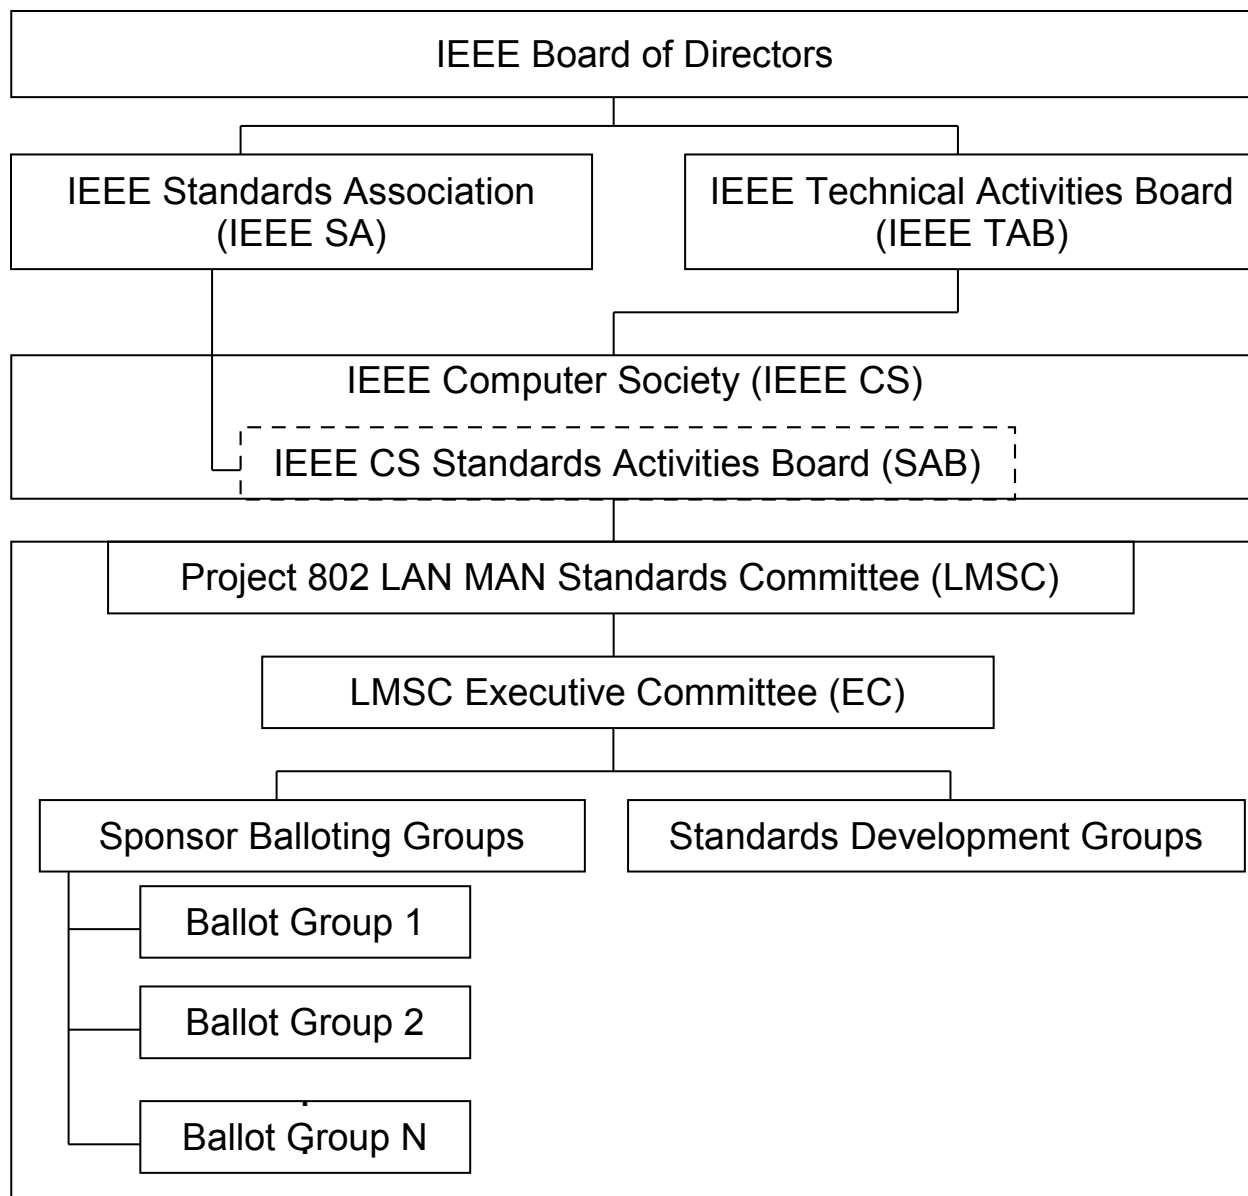 IEEE Board of Directors
IEEE Standards Association
(IEEE SA)
IEEE Technical Activities Board
(IEEE TAB)
IEEE Computer Society (IEEE CS)
IEEE CS Standards Activities Board (SAB)
Project 802 LAN MAN Standards Committee (LMSC)
LMSC Executive Committee (EC)
Sponsor Balloting Groups
Standards Development Groups
Ballot Group 1
Ballot Group 2
Ballot Group N